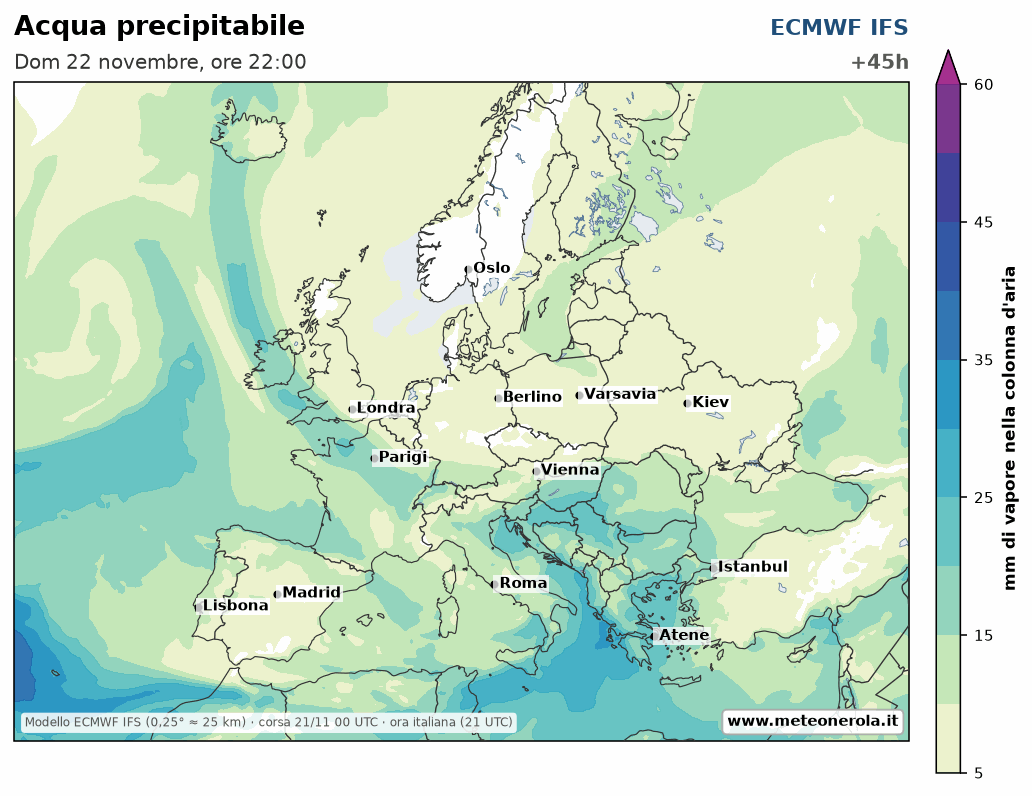 Acqua precipitabile
ECMWF IFS
Dom 22 novembre, ore 22:00
+45h
60
45
35
25
15
5
mm di vapore nella colonna d'aria
Oslo
Londra
Berlino
Varsavia
Kiev
Parigi
Vienna
Istanbul
Roma
Madrid
Lisbona
Atene
Modello ECMWF IFS (0,25° ≈ 25 km) · corsa 21/11 00 UTC · ora italiana (21 UTC)
www.meteonerola.it